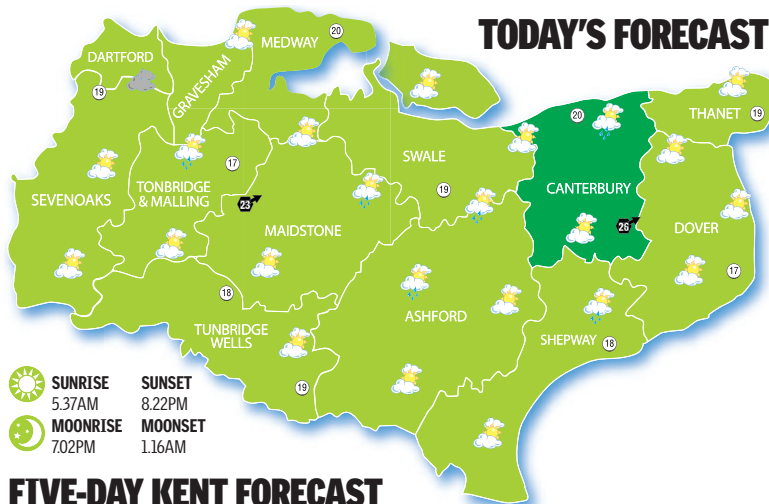 TODAY'S FORECAST
MEDWAY
20
DARTFORD
GRAVESHAM
19
20
THANET
19
17
SWALE
SEVENOAKS
TONBRIDGE
& MALLING
19
CANTERBURY
23
MAIDSTONE
26
DOVER
17
18
ASHFORD
TUNBRIDGE
WELLS
SHEPWAY
18
19
SUNRISE SUNSET
5.37AM 8.22PM
MOONRISE MOONSET
7.02PM 1.16AM
FIVE-DAY KENT FORECAST